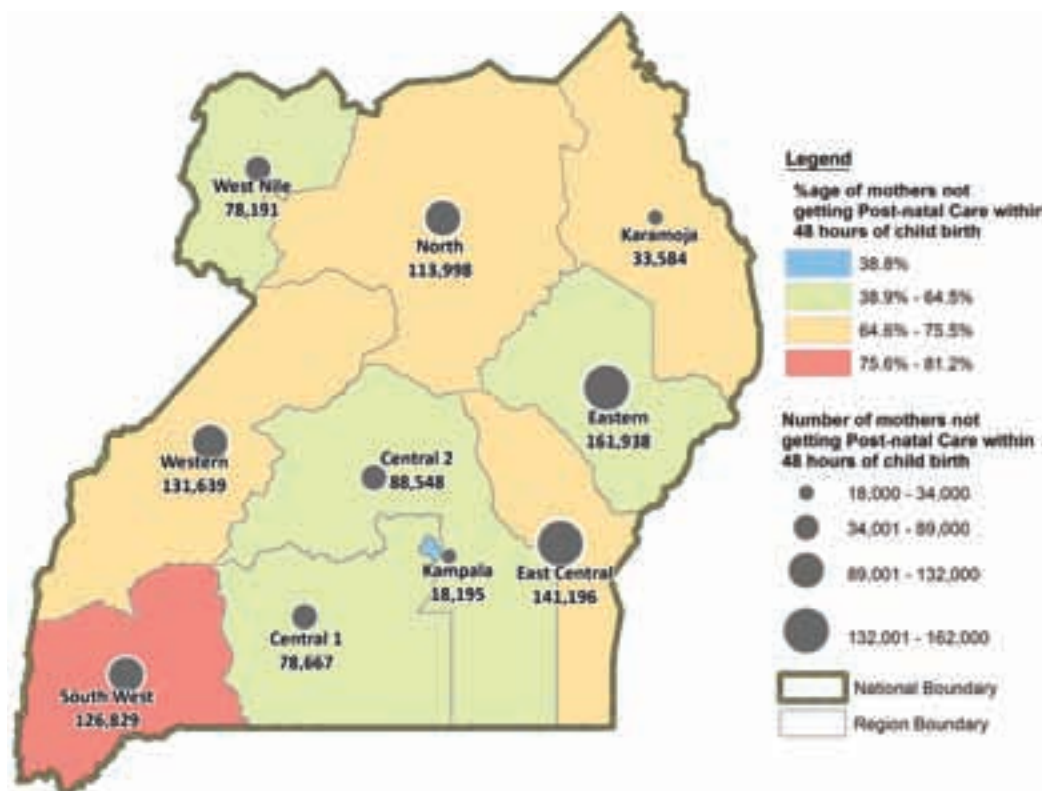 West Nile
78,191
North
113,998
Karamoja
33,584
Eastern
161,938
Western
131,639
Central 2
88,548
Kampala
18,195
East Central
141,196
Central 1
78,667
South West
126,829
Legend
%age of mothers not
getting Post-natal Care within
48 hours of child birth
38.8%
38.9% - 64.5%
64.6% - 75.5%
75.6% - 81.2%
Number of mothers not
getting Post-natal Care within
48 hours of child birth
18,000 - 34,000
34,001 - 89,000
89,001 - 132,000
132,001 - 162,000
National Boundary
Region Boundary